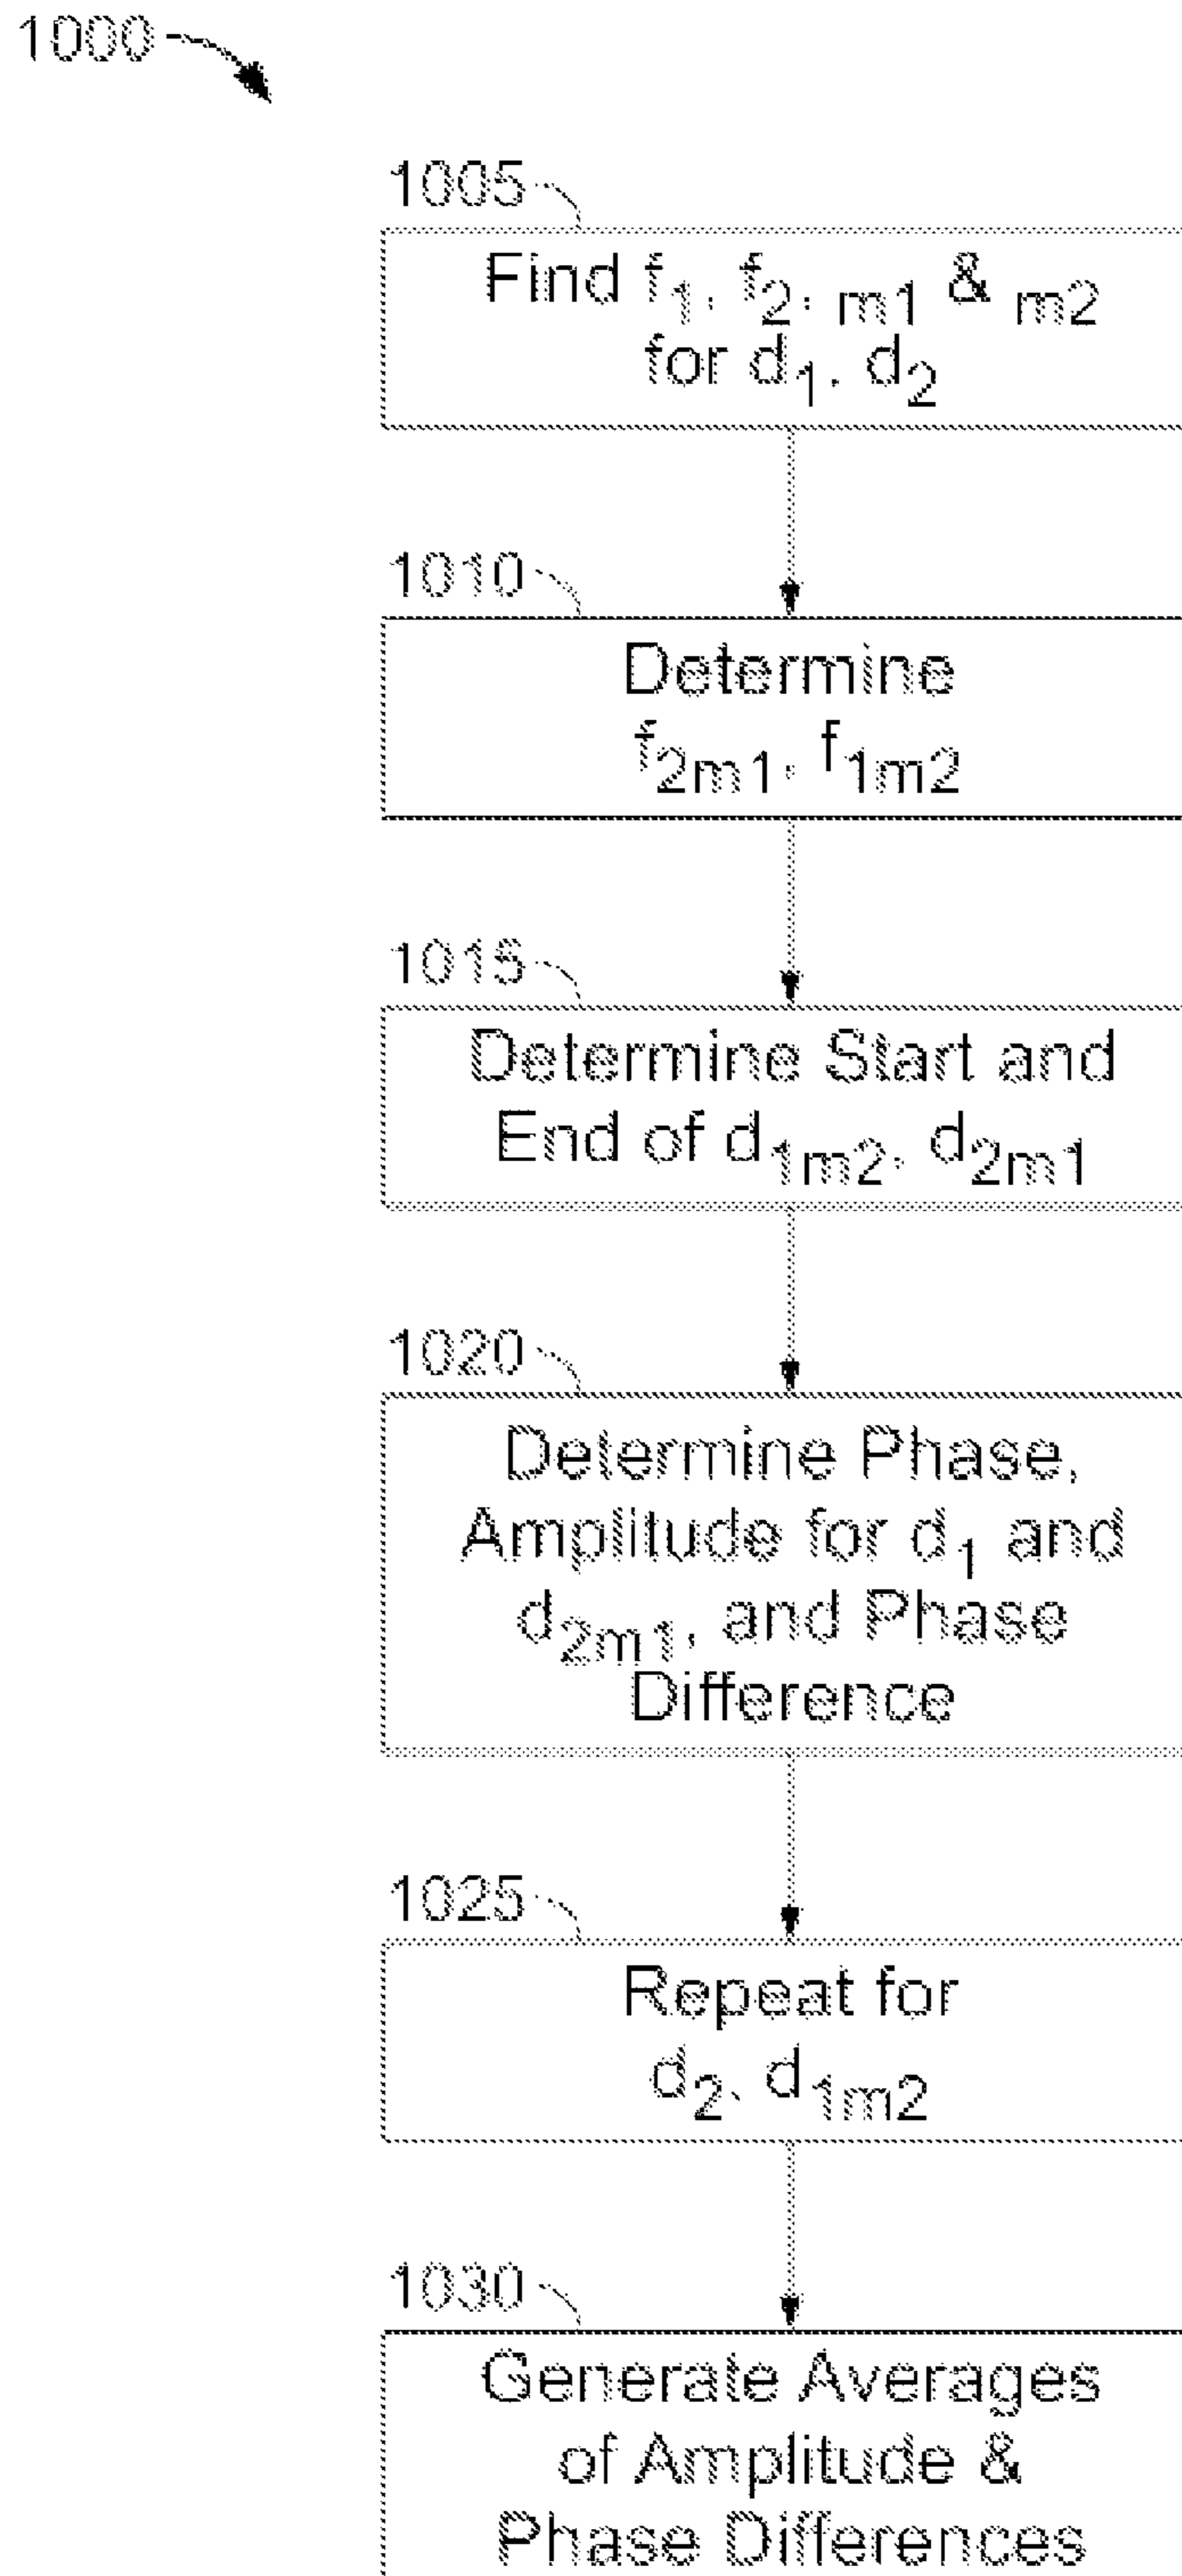 1000
1005
Find f₁, f₂, m1 & m2
for d₁, d₂
1010
Determine
f2m1, f1m2
1015
Determine Start and
End of d1m2, d2m1
1020
Determine Phase,
Amplitude for d₁ and
d2m1, and Phase
Difference
1025
Repeat for
d₂, d1m2
1030
Generate Averages
of Amplitude &
Phase Differences